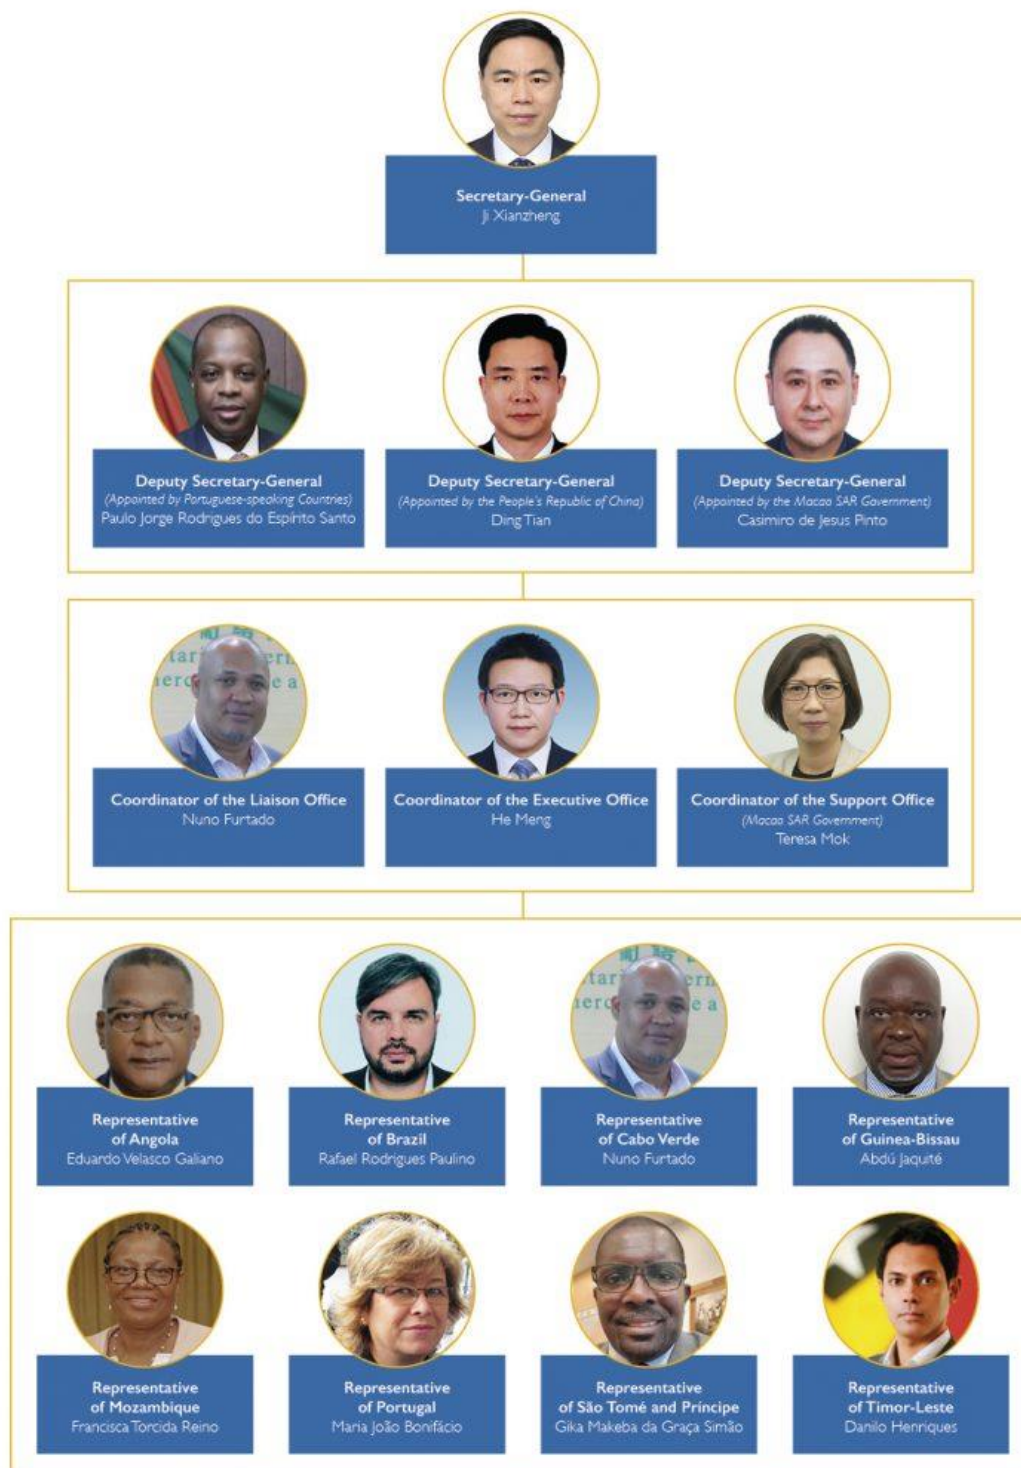 Secretary-General
Ji Xianzheng
Deputy Secretary-General
(Appointed by Portuguese-speaking Countries)
Paulo Jorge Rodrigues do Espírito Santo
Deputy Secretary-General
(Appointed by the People's Republic of China)
Ding Tian
Deputy Secretary-General
(Appointed by the Macao SAR Government)
Casimiro de Jesus Pinto
Coordinator of the Liaison Office
Nuno Furtado
Coordinator of the Executive Office
He Meng
Coordinator of the Support Office
(Macao SAR Government)
Teresa Mok
Representative
of Angola
Eduardo Velasco Galiano
Representative
of Brazil
Rafael Rodrigues Paulino
Representative
of Cabo Verde
Nuno Furtado
Representative
of Guinea-Bissau
Abdú Jaquité
Representative
of Mozambique
Francisca Torcida Reino
Representative
of Portugal
Maria João Bonifácio
Representative
of São Tomé and Príncipe
Gika Makeba da Graça Simão
Representative
of Timor-Leste
Danilo Henriques